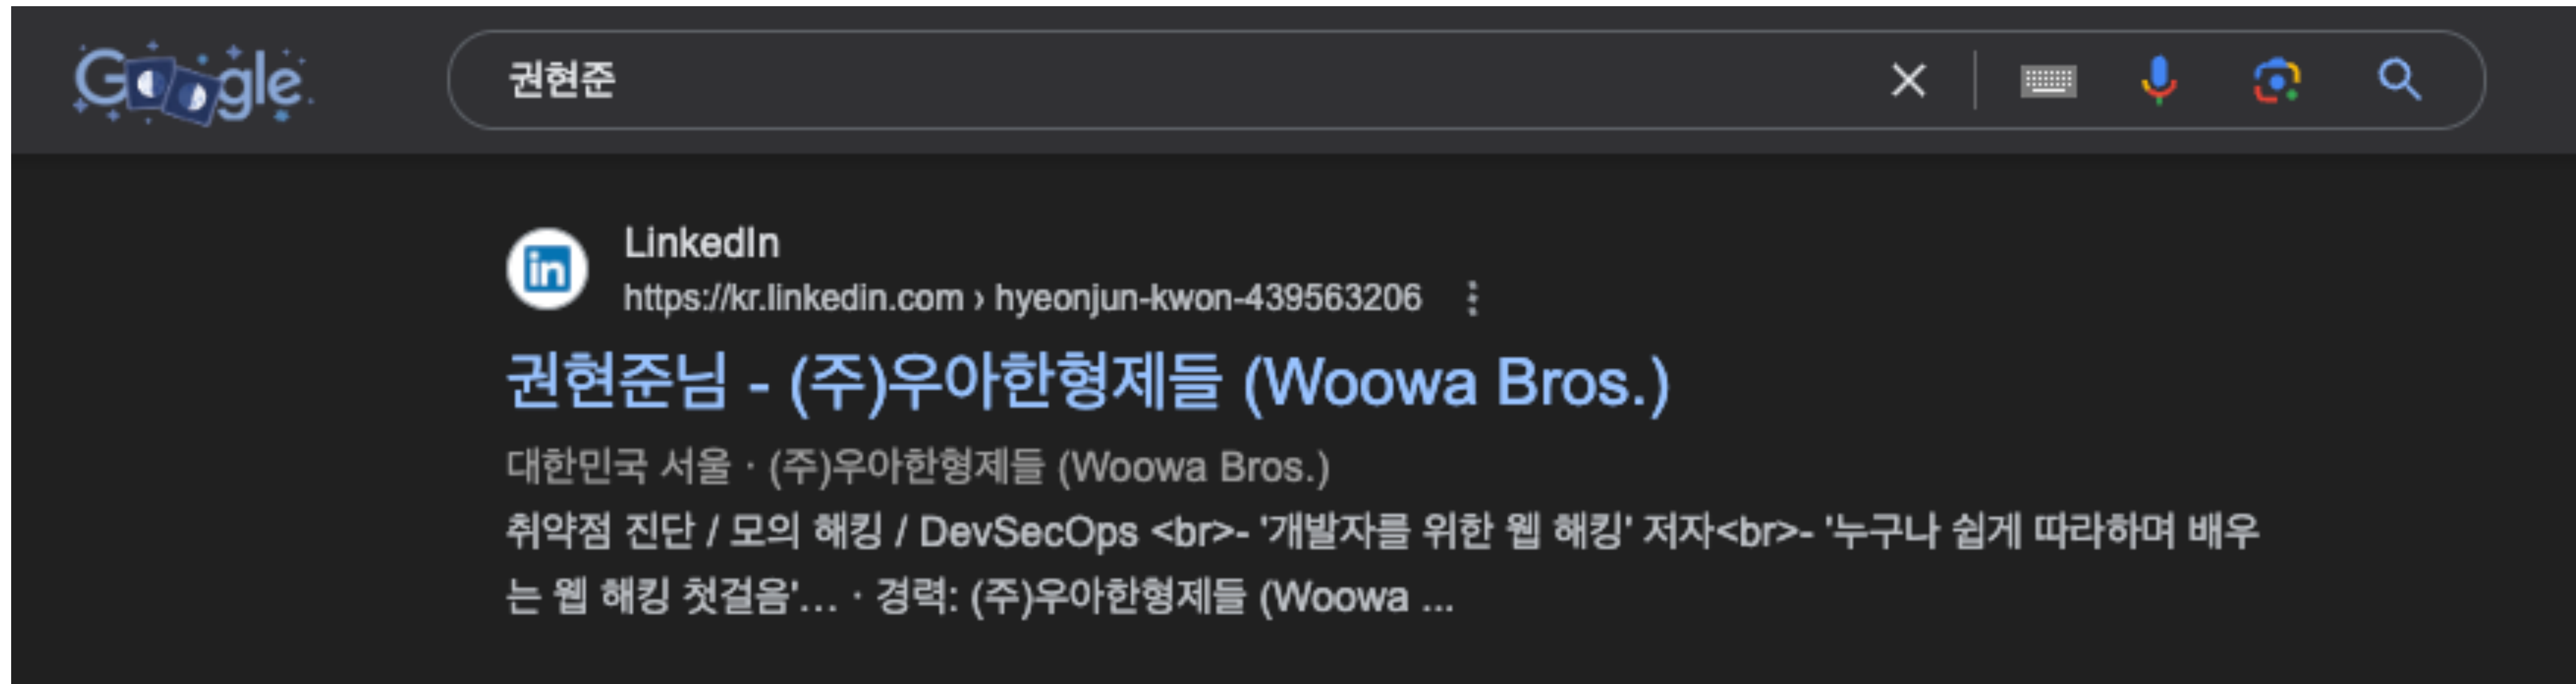 Google
권현준
LinkedIn
https://kr.linkedin.com › hyeonjun-kwon-439563206
권현준님 - (주)우아한형제들 (Woowa Bros.)
대한민국 서울 · (주)우아한형제들 (Woowa Bros.)
취약점 진단 / 모의 해킹 / DevSecOps <br>- '개발자를 위한 웹 해킹' 저자<br>- '누구나 쉽게 따라하며 배우
는 웹 해킹 첫걸음'... · 경력: (주)우아한형제들 (Woowa ...